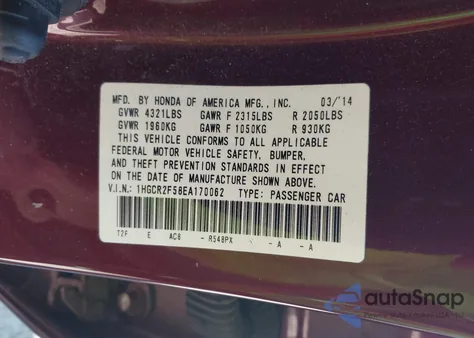 MFD. BY HONDA OF AMERICA MFG., INC. 03/'14
GVWR 4321LBS GAWR F 2315LBS R 2050LBS
GVWR 1960KG GAWR F 1050KG R 930KG
THIS VEHICLE CONFORMS TO ALL APPLICABLE
FEDERAL MOTOR VEHICLE SAFETY, BUMPER,
AND THEFT PREVENTION STANDARDS IN EFFECT
ON THE DATE OF MANUFACTURE SHOWN ABOVE.
V.I.N.: 1HGCR2F58EA170062 TYPE: PASSENGER CAR
T2F E AC8 - R548PX - A - A
autoSnap